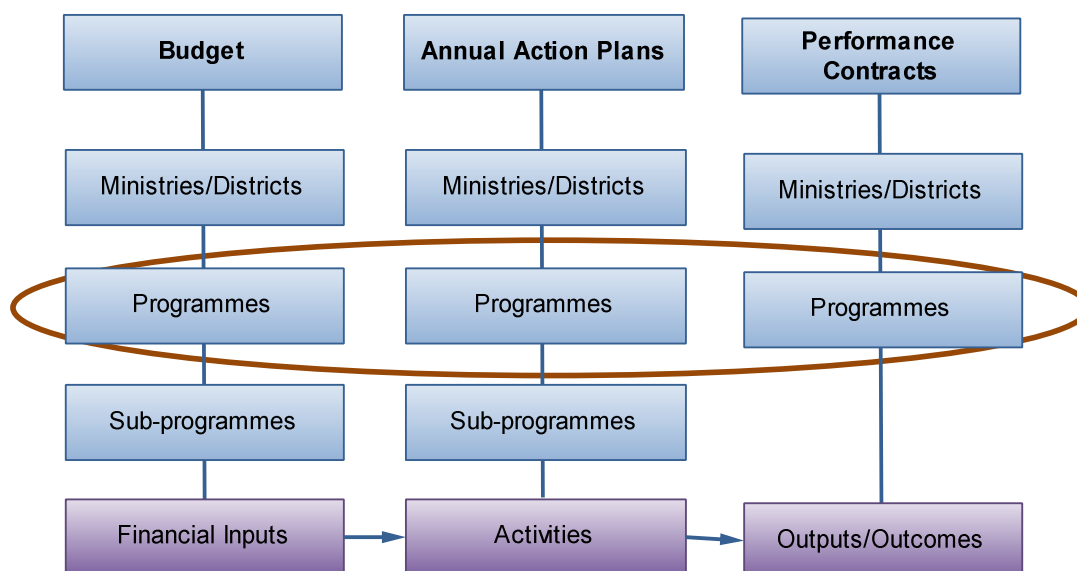 Budget
Annual Action Plans
Performance
Contracts
Ministries/Districts
Ministries/Districts
Ministries/Districts
Programmes
Programmes
Programmes
Sub-programmes
Sub-programmes
Financial Inputs
Activities
Outputs/Outcomes